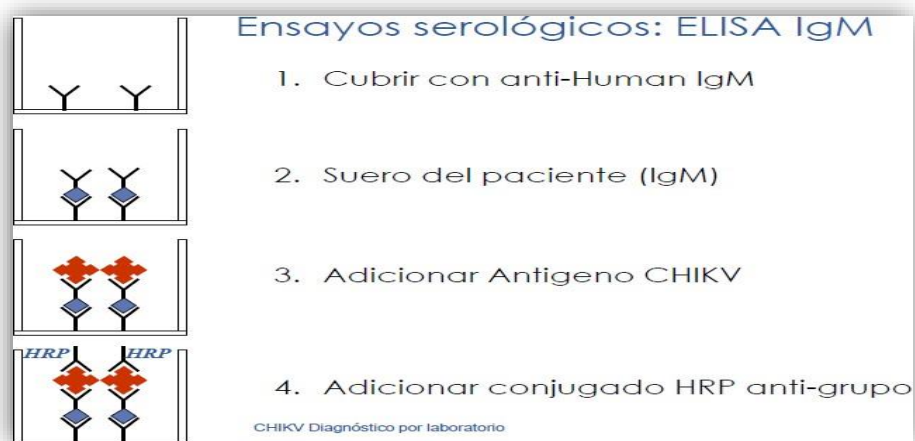 Ensayos serológicos: ELISA IgM
1. Cubrir con anti-Human IgM
2. Suero del paciente (IgM)
3. Adicionar Antigeno CHIKV
HRP HRP
4. Adicionar conjugado HRP anti-grupo
CHIKV Diagnóstico por laboratorio